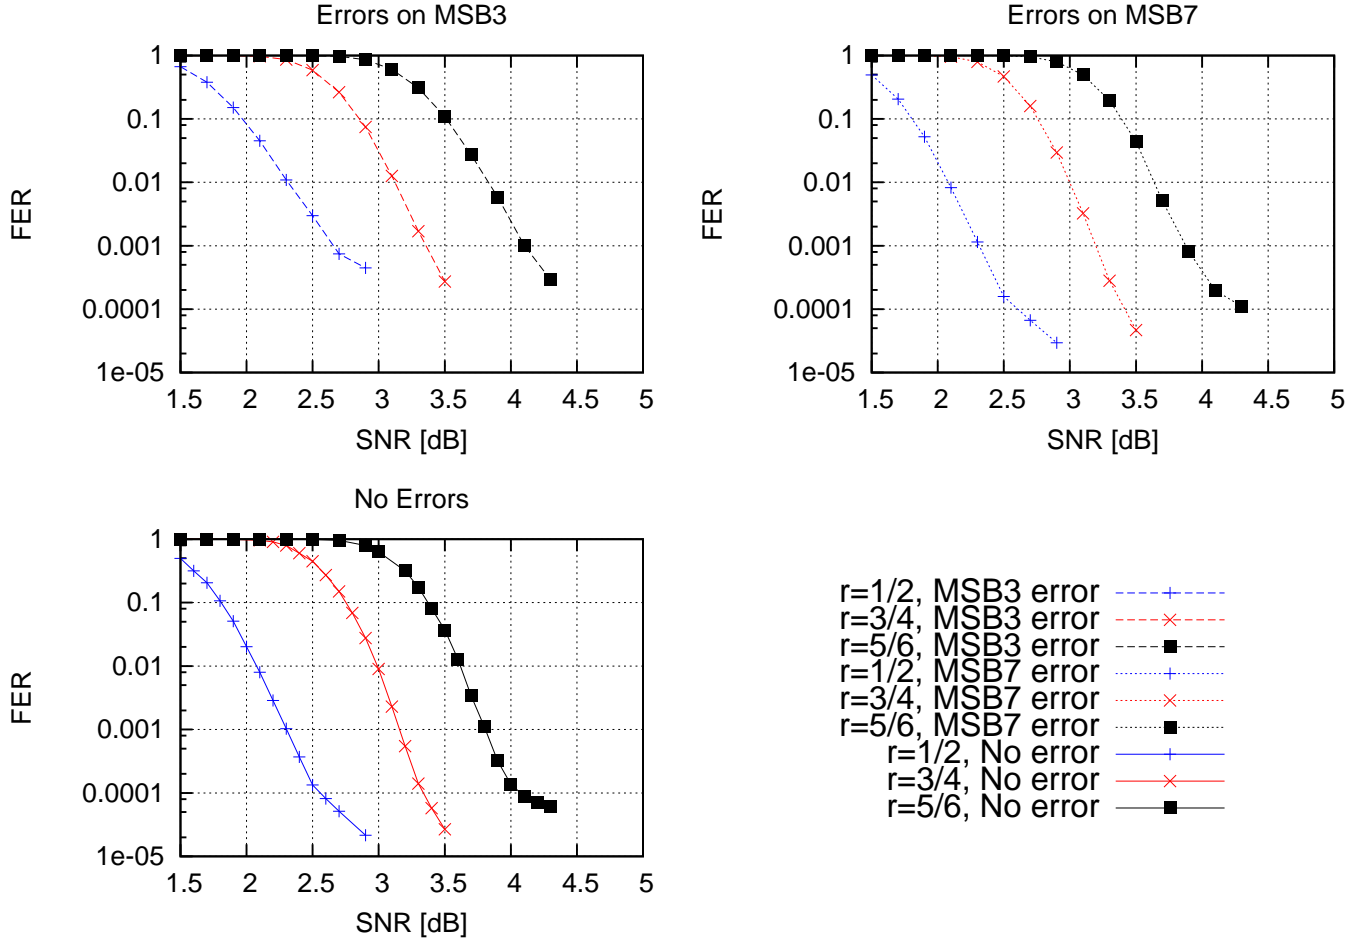 Errors on MSB3
1
0.1
0.01
0.001
0.0001
1e-05
FER
1.5 2 2.5 3 3.5 4 4.5 5
SNR [dB]
Errors on MSB7
1
0.1
0.01
0.001
0.0001
1e-05
FER
1.5 2 2.5 3 3.5 4 4.5 5
SNR [dB]
No Errors
1
0.1
0.01
0.001
0.0001
1e-05
FER
1.5 2 2.5 3 3.5 4 4.5 5
SNR [dB]
r=1/2, MSB3 error
r=3/4, MSB3 error
r=5/6, MSB3 error
r=1/2, MSB7 error
r=3/4, MSB7 error
r=5/6, MSB7 error
r=1/2, No error
r=3/4, No error
r=5/6, No error